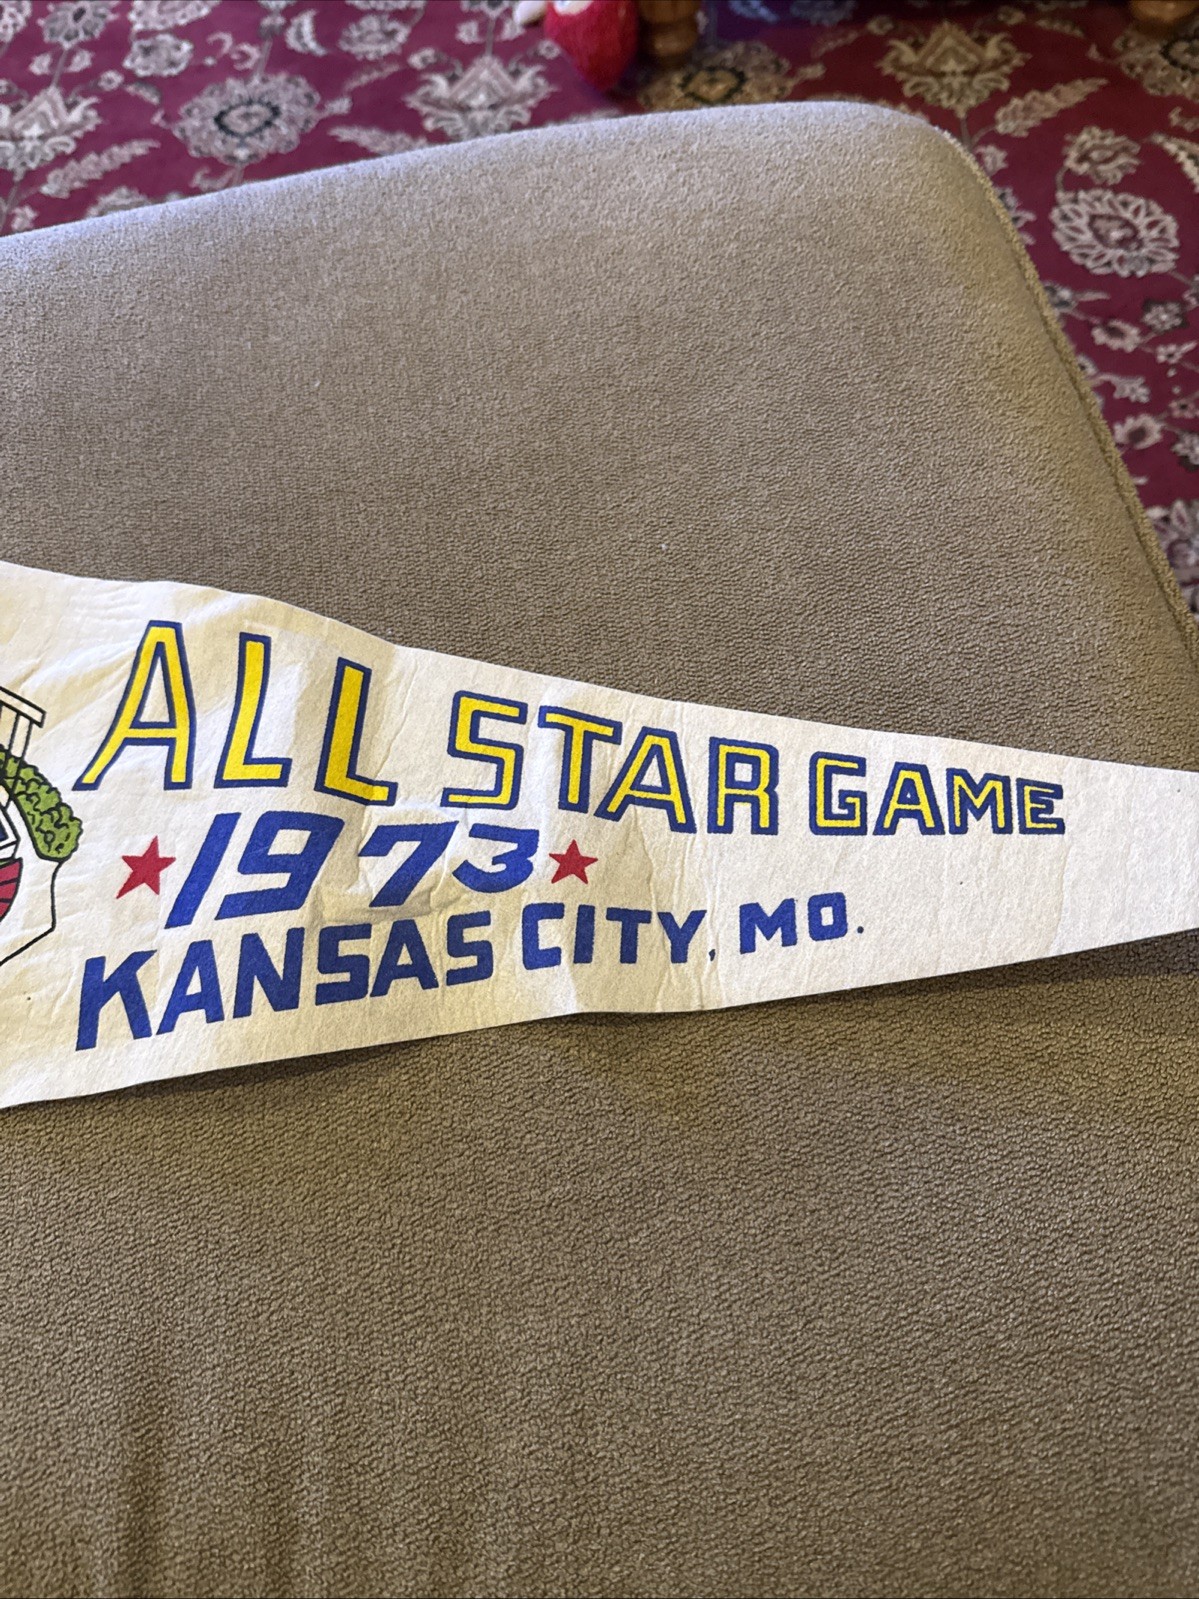 ALL STAR GAME
1973
KANSAS CITY, MO.